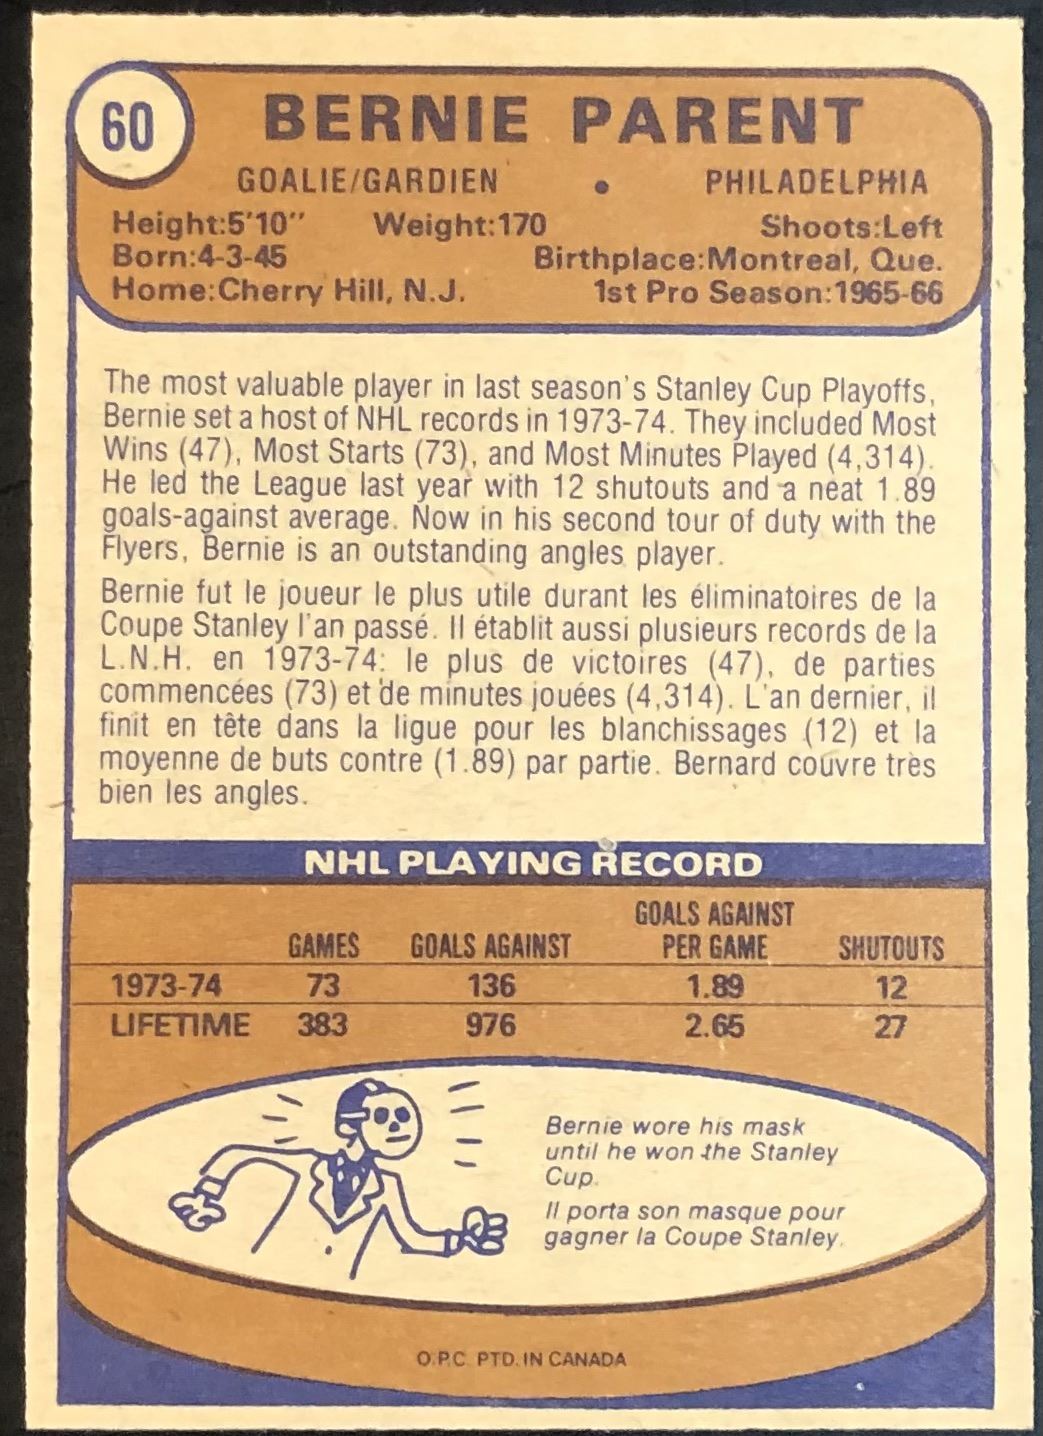 60
BERNIE PARENT
GOALIE/GARDIEN • PHILADELPHIA
Height:5'10" Weight:170 Shoots:Left
Born:4-3-45 Birthplace:Montreal, Que.
Home:Cherry Hill, N.J. 1st Pro Season:1965-66
The most valuable player in last season's Stanley Cup Playoffs,
Bernie set a host of NHL records in 1973-74. They included Most
Wins (47), Most Starts (73), and Most Minutes Played (4,314).
He led the League last year with 12 shutouts and a neat 1.89
goals-against average. Now in his second tour of duty with the
Flyers, Bernie is an outstanding angles player.
Bernie fut le joueur le plus utile durant les éliminatoires de la
Coupe Stanley l'an passé. Il établit aussi plusieurs records de la
L.N.H. en 1973-74: le plus de victoires (47), de parties
commencées (73) et de minutes jouées (4,314). L'an dernier, il
finit en tête dans la ligue pour les blanchissages (12) et la
moyenne de buts contre (1.89) par partie. Bernard couvre très
bien les angles.
NHL PLAYING RECORD
GAMES GOALS AGAINST GOALS AGAINST PER GAME SHUTOUTS
1973-74 73 136 1.89 12
LIFETIME 383 976 2.65 27
Bernie wore his mask
until he won the Stanley
Cup.
Il porta son masque pour
gagner la Coupe Stanley.
O.P.C. PTD. IN CANADA